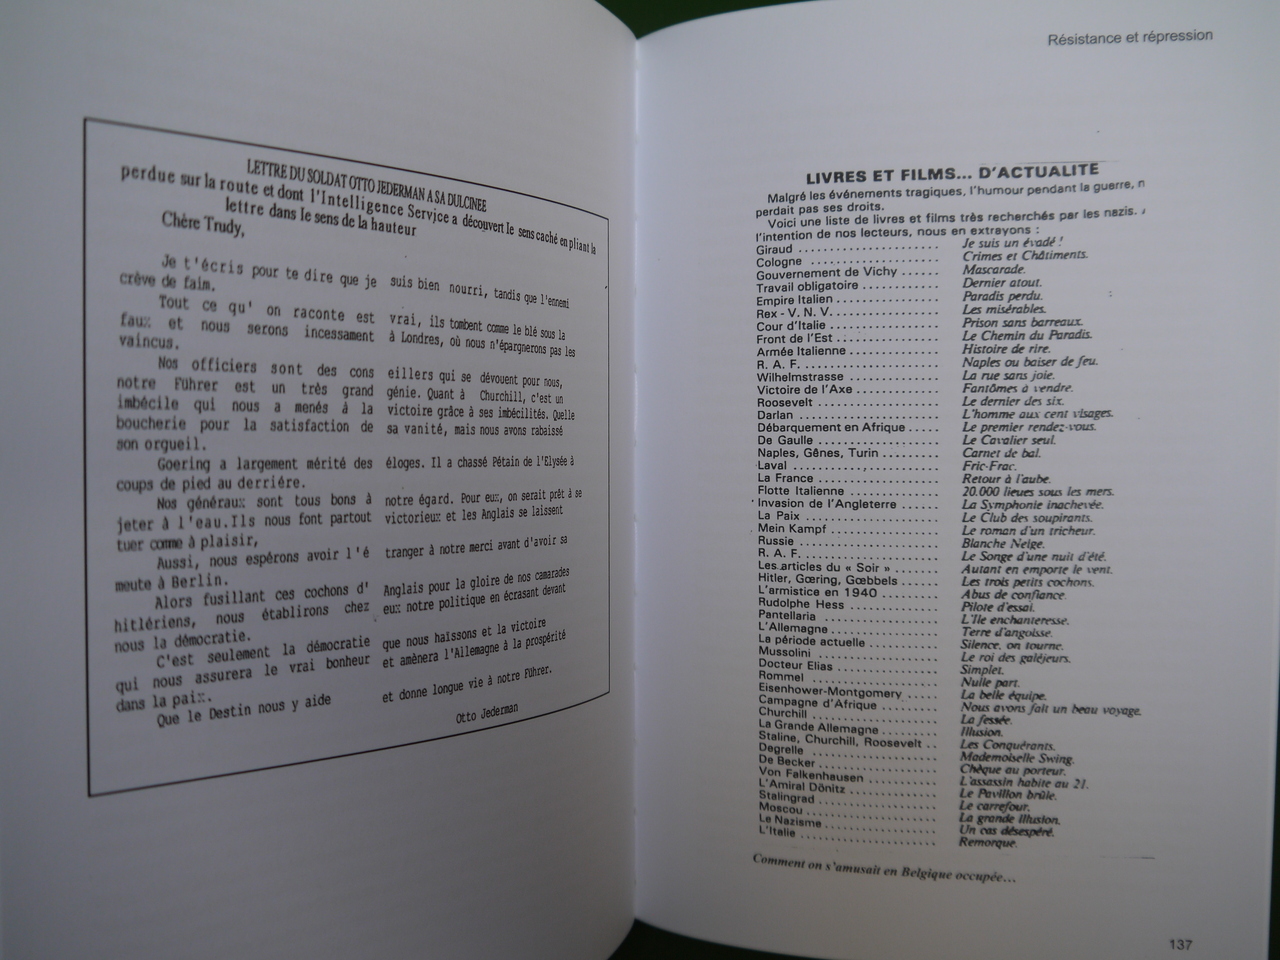 LETTRE DU SOLDAT OTTO JEDERMAN A SA DULCINEE
perdue sur la route et dont l'Intelligence Service a découvert le sens caché en pliant la
lettre dans le sens de la hauteur
Chère Trudy,
Je t'écris pour te dire que je suis bien nourri, tandis que l'ennemi
crève de faim.
Tout ce qu' on raconte est vrai, ils tombent comme le blé sous la
faux et nous serons incessament à Londres, où nous n'épargnerons pas les
vaincus.
Nos officiers sont des cons eillers qui se dévouent pour nous,
notre Führer est un très grand génie. Quant à Churchill, c'est un
imbécile qui nous a menés à la victoire grâce à ses imbécilités. Quelle
boucherie pour la satisfaction de sa vanité, mais nous avons rabaissé
son orgueil.
Goering a largement mérité des éloges. Il a chassé Pétain de l'Elysée à
coups de pied au derrière.
Nos généraux sont tous bons à notre égard. Pour eux, on serait prêt à se
jeter à l'eau.Ils nous font partout victorieux et les Anglais se laissent
tuer comme à plaisir,
Aussi, nous espérons avoir l'é tranger à notre merci avant d'avoir sa
meute à Berlin.
Alors fusillant ces cochons d' Anglais pour la gloire de nos camarades
hitlériens, nous établirons chez eux notre politique en écrasant devant
nous la démocratie.
C'est seulement la démocratie que nous haissons et la victoire
qui nous assurera le vrai bonheur et amènera l'Allemagne à la prospérité
dans la paix.
Que le Destin nous y aide et donne longue vie à notre Führer.
Otto Jederman
Résistance et répression
LIVRES ET FILMS... D'ACTUALITE
Malgré les événements tragiques, l'humour pendant la guerre, n
perdait pas ses droits.
Voici une liste de livres et films très recherchés par les nazis.
l'intention de nos lecteurs, nous en extrayons :
Giraud .................... Je suis un évadé !
Cologne .................... Crimes et Châtiments.
Gouvernement de Vichy ...... Mascarade.
Travail obligatoire ............ Dernier atout.
Empire Italien ................ Paradis perdu.
Rex - V. N. V. ................ Les misérables.
Cour d'Italie ................ Prison sans barreaux.
Front de l'Est ................ Le Chemin du Paradis.
Armée Italienne .............. Histoire de rire.
R. A. F. .................... Naples ou baiser de feu.
Wilhelmstrasse .............. La rue sans joie.
Victoire de l'Axe ............ Fantômes à vendre.
Roosevelt .................. Le dernier des six.
Darlan .................... L'homme aux cent visages.
Débarquement en Afrique ..... Le premier rendez-vous.
De Gaulle .................. Le Cavalier seul.
Naples, Gênes, Turin ......... Carnet de bal.
Laval ...................... Fric-Frac.
La France .................. Retour à l'aube.
Flotte Italienne .............. 20.000 lieues sous les mers.
Invasion de l'Angleterre ...... La Symphonie inachevée.
La Paix .................... Le Club des soupirants.
Mein Kampf ................ Le roman d'un tricheur.
Russie .................... Blanche Neige.
R. A. F. .................... Le Songe d'une nuit d'été.
Les articles du « Soir » ....... Autant en emporte le vent.
Hitler, Gœring, Gœbbels ...... Les trois petits cochons.
L'armistice en 1940 ......... Abus de confiance.
Rudolphe Hess .............. Pilote d'essai.
Pantellaria .................. L'Ile enchanteresse.
L'Allemagne ................ Terre d'angoisse.
La période actuelle .......... Silence, on tourne.
Mussolini .................. Le roi des galéjeurs.
Docteur Elias ................ Simplet.
Rommel .................... Nulle part.
Eisenhower-Montgomery ..... La belle équipe.
Campagne d'Afrique ......... Nous avons fait un beau voyage.
Churchill .................. La fessée.
La Grande Allemagne ........ Illusion.
Staline, Churchill, Roosevelt .. Les Conquérants.
Degrelle .................... Mademoiselle Swing.
De Becker .................. Chèque au porteur.
Von Falkenhausen ........... L'assassin habite au 21.
L'Amiral Dönitz ............. Le Pavillon brûle.
Stalingrad .................. Le carrefour.
Moscou .................... La grande Illusion.
Le Nazisme ................ Un cas désespéré.
L'Italie .................... Remorque.
Comment on s'amusait en Belgique occupée...
137